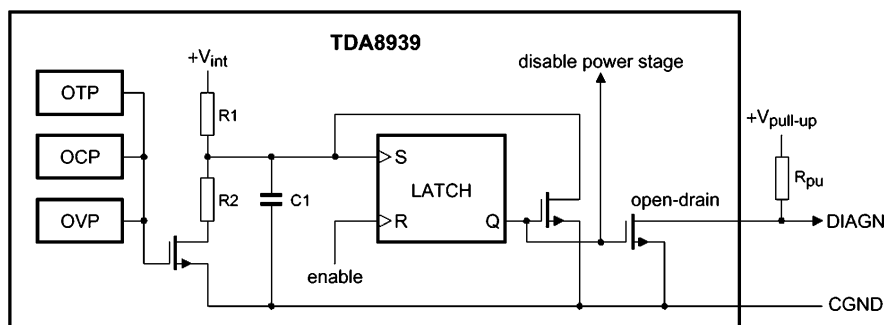 TDA8939
+Vint
disable power stage
OTP
R1
+Vpull-up
OCP
S
LATCH
Rpu
R2
C1
open-drain
OVP
R
Q
DIAGN
enable
CGND